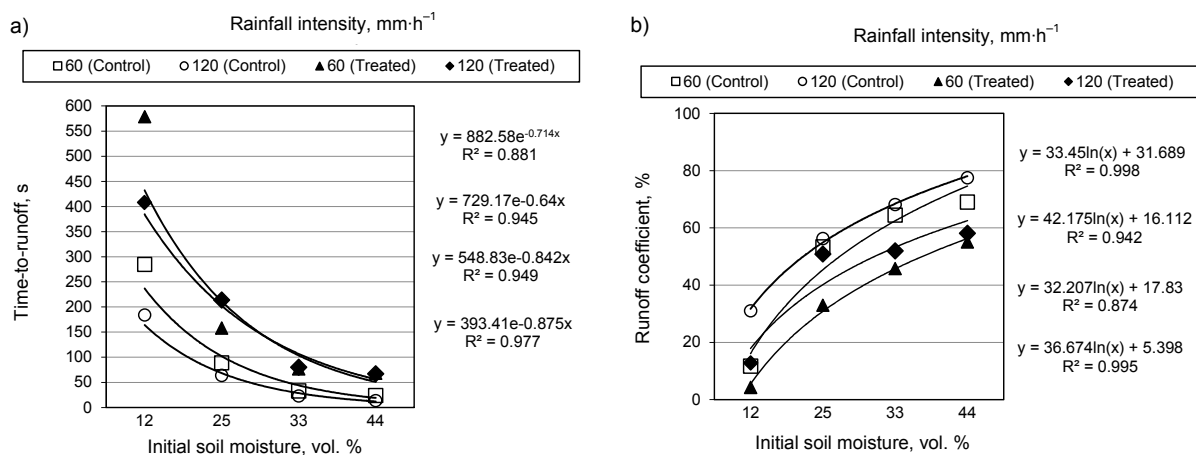 a)
Rainfall intensity, mm·h⁻¹
60 (Control) 120 (Control) 60 (Treated) 120 (Treated)
600
550
500
450
400
350
300
250
200
150
100
50
0
Time-to-runoff, s
12 25 33 44
Initial soil moisture, vol. %
y = 882.58e^-0.714x
R² = 0.881
y = 729.17e-0.64x
R² = 0.945
y = 548.83e-0.842x
R² = 0.949
y = 393.41e-0.875x
R² = 0.977
b)
Rainfall intensity, mm·h⁻¹
60 (Control) 120 (Control) 60 (Treated) 120 (Treated)
100
80
60
40
20
0
Runoff coefficient, %
12 25 33 44
Initial soil moisture, vol. %
y = 33.45ln(x) + 31.689
R² = 0.998
y = 42.175ln(x) + 16.112
R² = 0.942
y = 32.207ln(x) + 17.83
R² = 0.874
y = 36.674ln(x) + 5.398
R² = 0.995